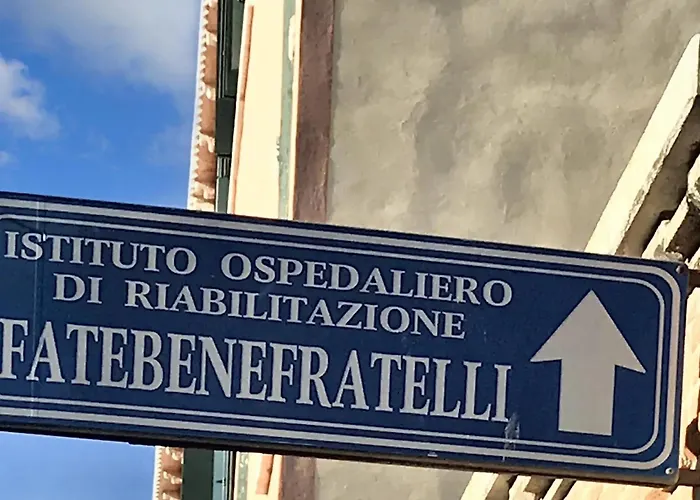 ISTITUTO OSPEDALIERO
DI RIABILITAZIONE
FATEBENEFRATELLI